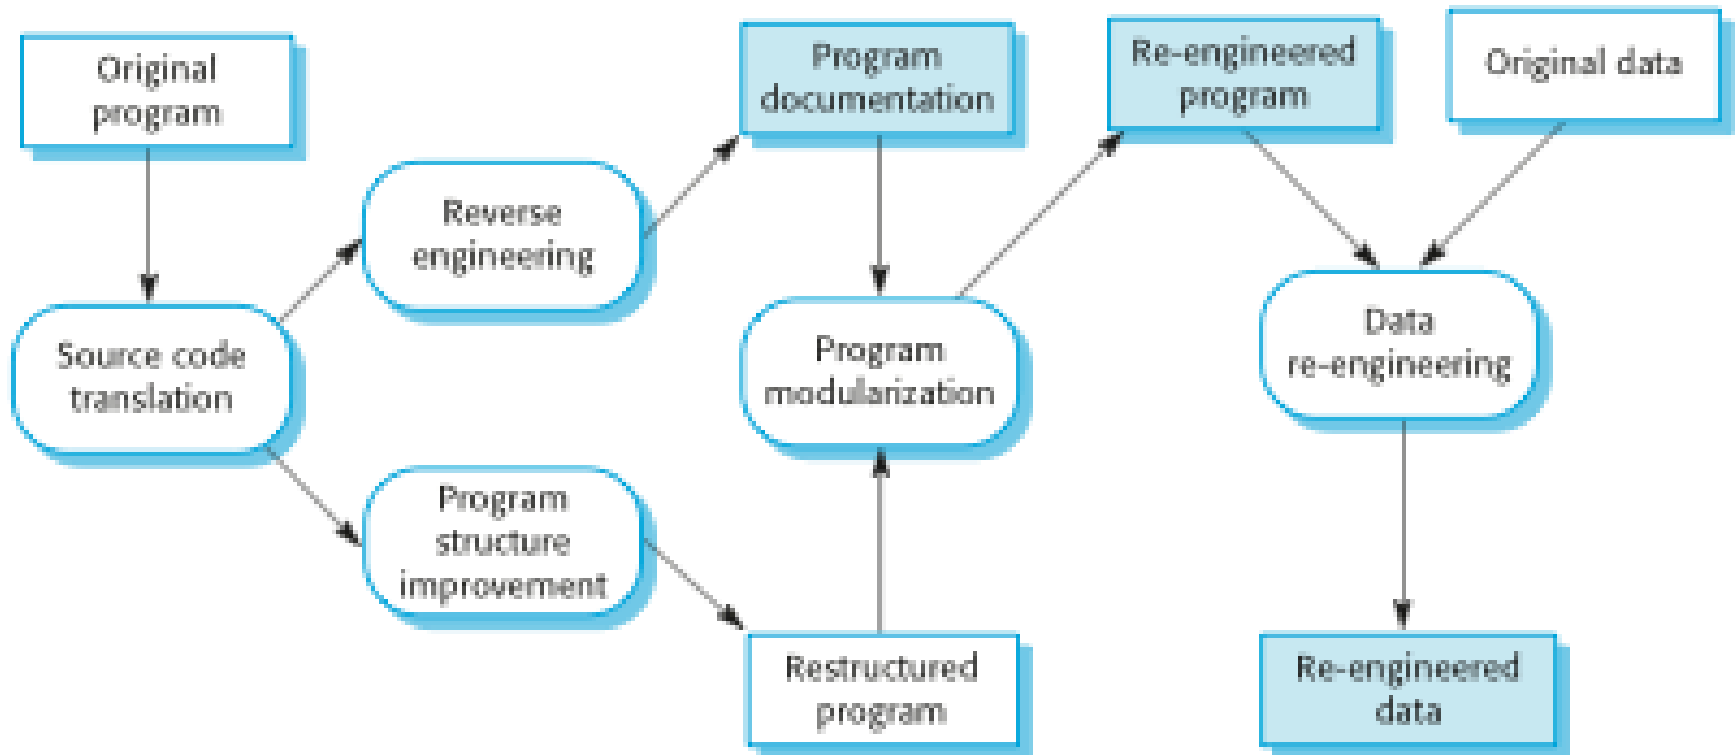 Original
program
Program
documentation
Re-engineered
program
Original data
Reverse
engineering
Source code
translation
Program
modularization
Data
re-engineering
Program
structure
improvement
Restructured
program
Re-engineered
data